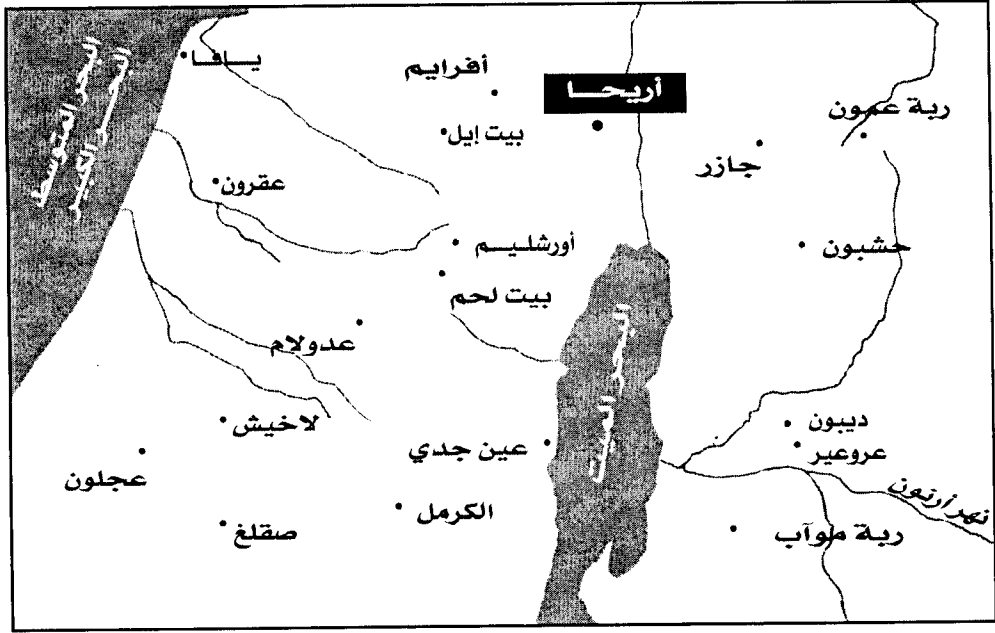 البحر المتوسط
البحر الكبير
يافا
أفرايم
أريحا
ربة عمون
بيت إيل
جازر
عقرون
أورشليم
حشبون
بيت لحم
عدولام
البحر الميت
لاخيش
ديبون
عين جدي
عروعير
عجلون
الكرمل
نهر أرنون
صقلغ
ربة موآب